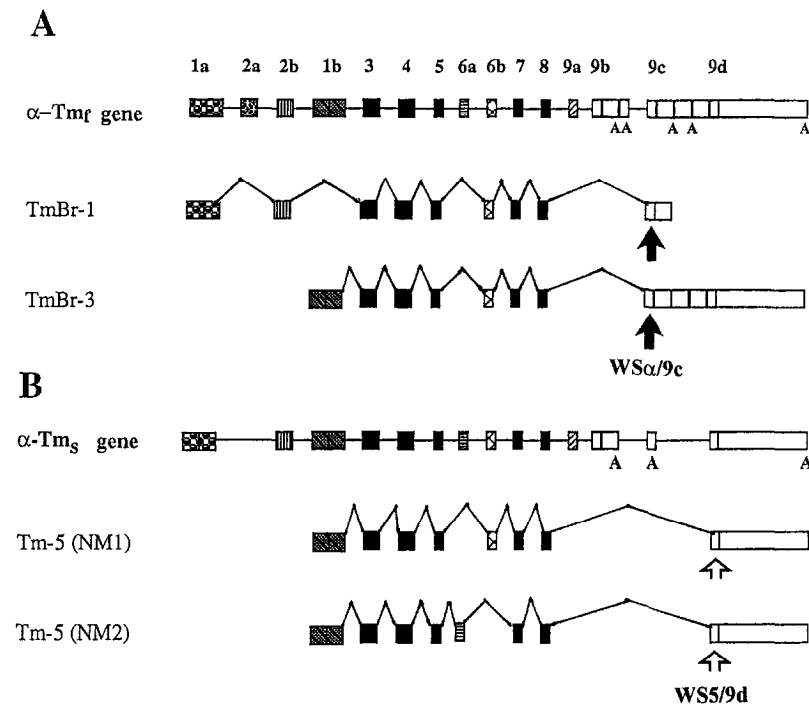 A
1a 2a 2b 1b 3 4 5 6a 6b 7 8 9a 9b 9c 9d
α–Tmf gene
A A A A A
TmBr-1
TmBr-3
WSα/9c
B
α-Tms gene
A A A
Tm-5 (NM1)
Tm-5 (NM2)
WS5/9d